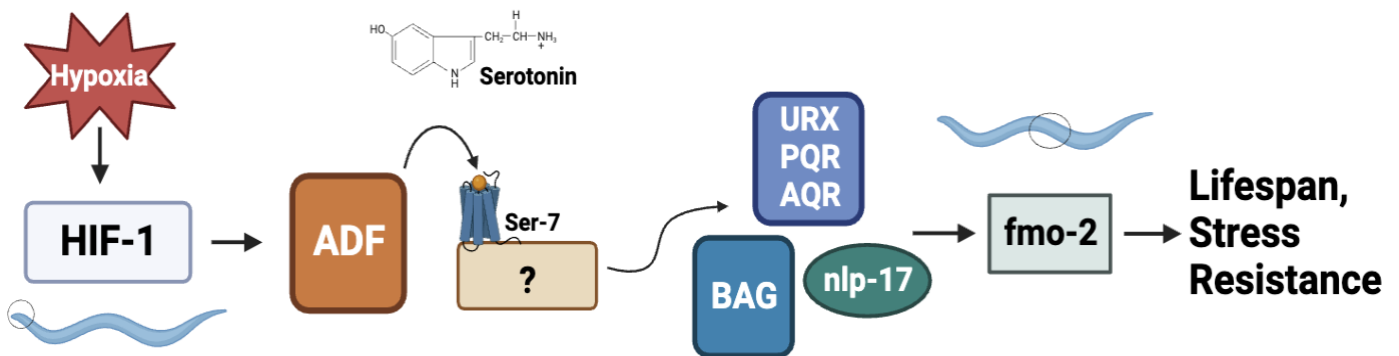 Hypoxia
HIF-1
ADF
HO
N
H
H
CH₂—CH—NH₃
+
Serotonin
Ser-7
?
URX
PQR
AQR
BAG
nlp-17
fmo-2
Lifespan,
Stress
Resistance